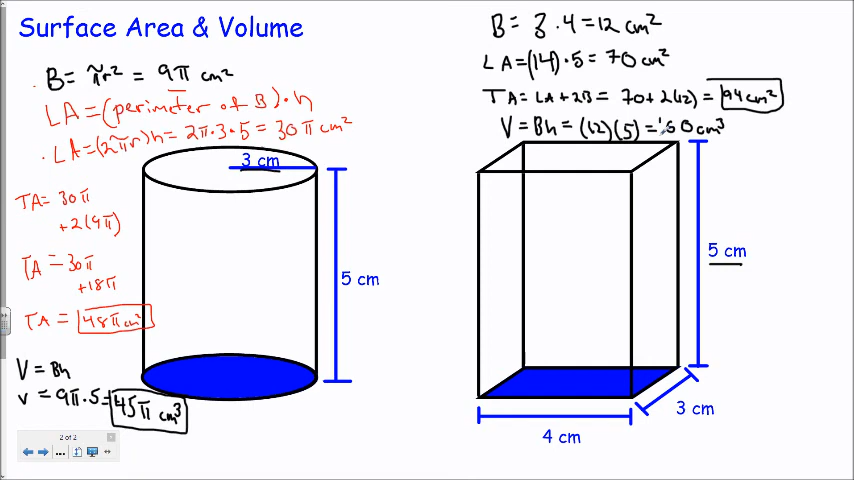 Surface Area & Volume
B = πr² = 9π cm²
LA = (perimeter of B) · h
LA = (2πr)h = 2π·3·5 = 30π cm²
3 cm
TA = 30π
+ 2(9π)
TA = 30π
+ 18π
TA = 48π cm²
V = Bh
V = 9π · 5 = 45π cm³
5 cm
B = 3 · 4 = 12 cm²
LA = (14) · 5 = 70 cm²
TA = LA + 2B = 70 + 2(12) = 94 cm²
V = Bh = (12)(5) = 60 cm³
5 cm
3 cm
4 cm
2 of 2